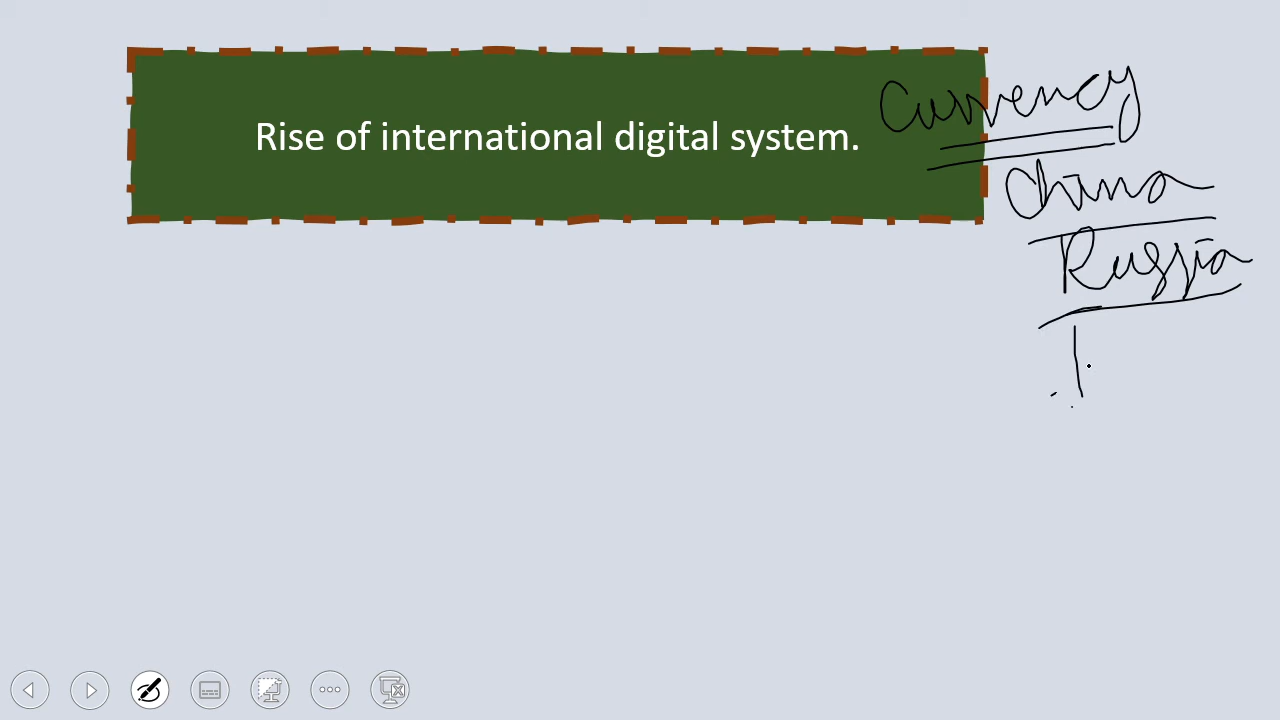 Rise of international digital system.
Currency
China
Russia